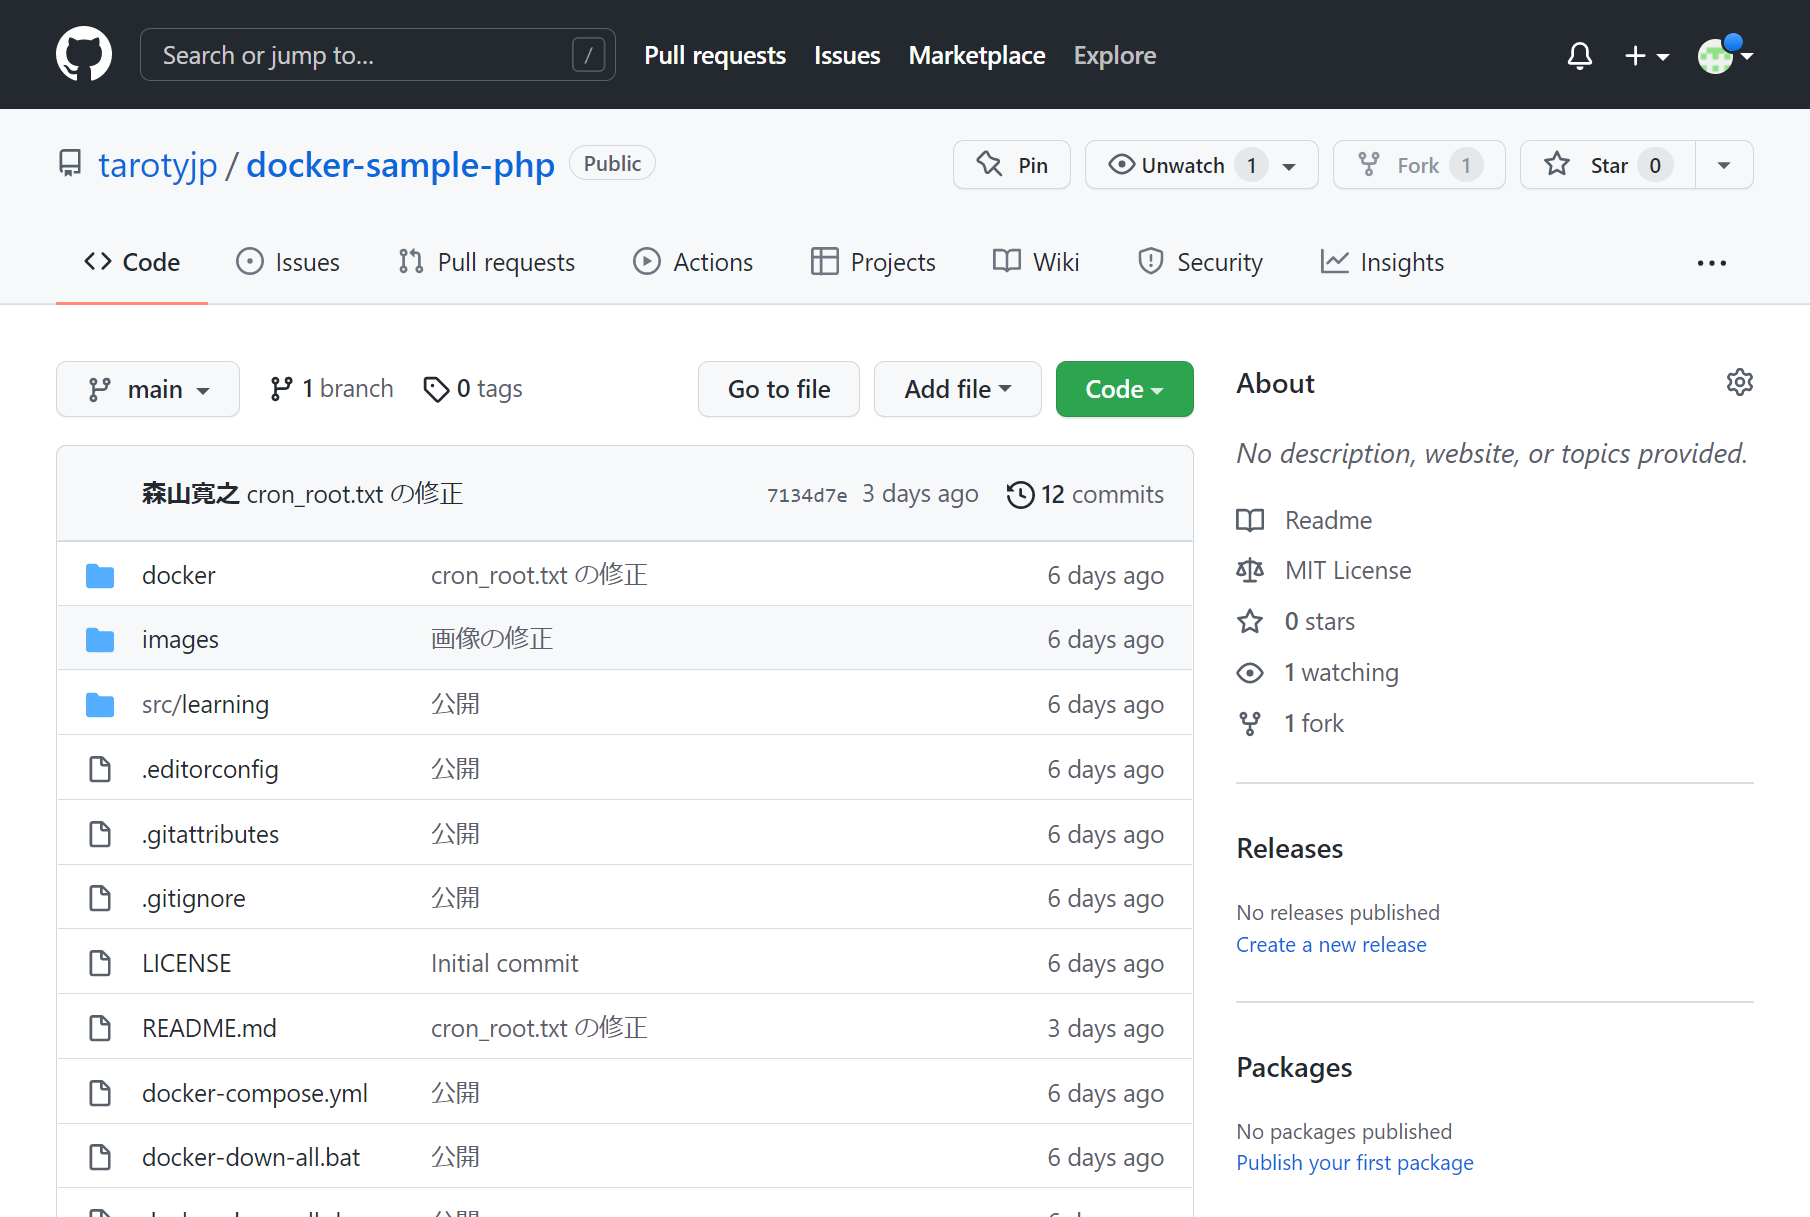 Search or jump to... / Pull requests Issues Marketplace Explore
tarotyjp / docker-sample-php Public Pin Unwatch 1 Fork 1 Star 0
Code Issues Pull requests Actions Projects Wiki Security Insights ...
main 1 branch 0 tags Go to file Add file Code
森山寛之 cron_root.txt の修正 7134d7e 3 days ago 12 commits
docker cron_root.txt の修正 6 days ago
images 画像の修正 6 days ago
src/learning 公開 6 days ago
.editorconfig 公開 6 days ago
.gitattributes 公開 6 days ago
.gitignore 公開 6 days ago
LICENSE Initial commit 6 days ago
README.md cron_root.txt の修正 3 days ago
docker-compose.yml 公開 6 days ago
docker-down-all.bat 公開 6 days ago
About
No description, website, or topics provided.
Readme
MIT License
0 stars
1 watching
1 fork
Releases
No releases published
Create a new release
Packages
No packages published
Publish your first package